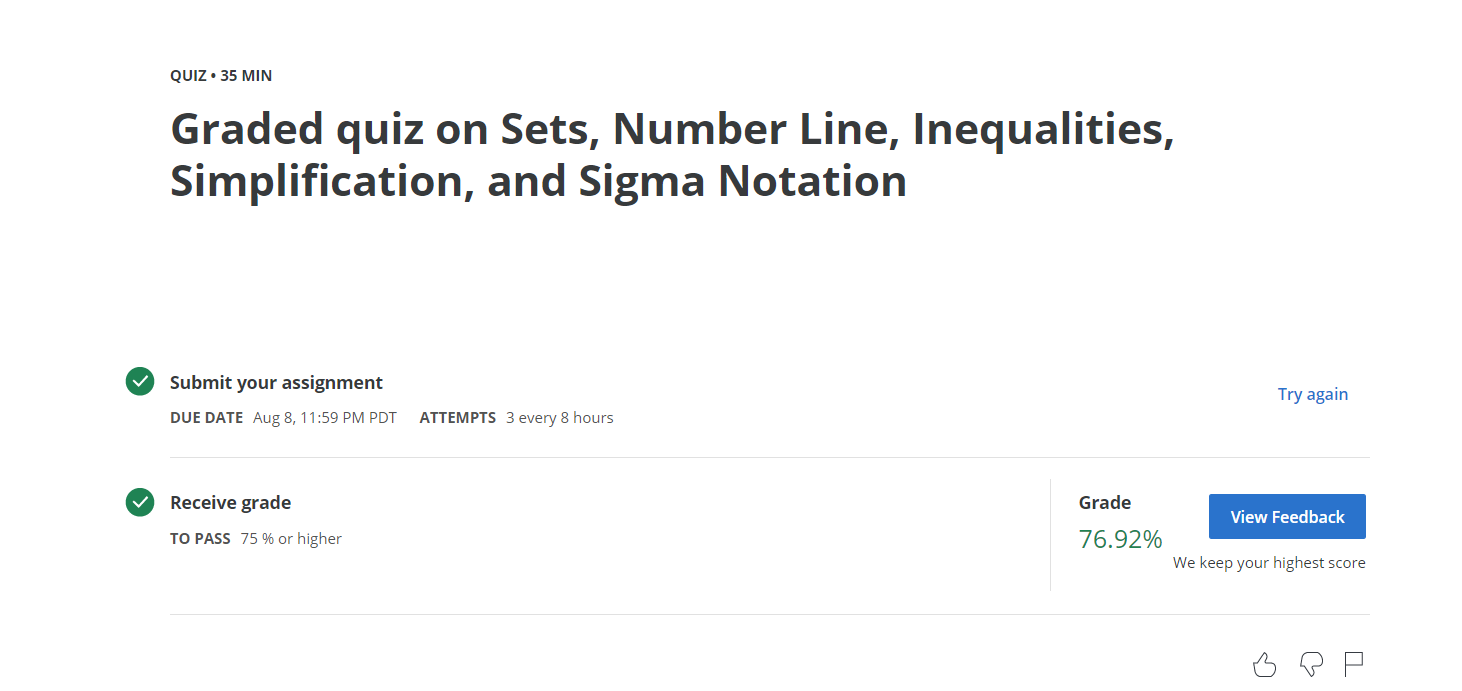 QUIZ • 35 MIN
Graded quiz on Sets, Number Line, Inequalities,
Simplification, and Sigma Notation
Submit your assignment
DUE DATE Aug 8, 11:59 PM PDT ATTEMPTS 3 every 8 hours
Try again
Receive grade
TO PASS 75 % or higher
Grade
76.92%
View Feedback
We keep your highest score